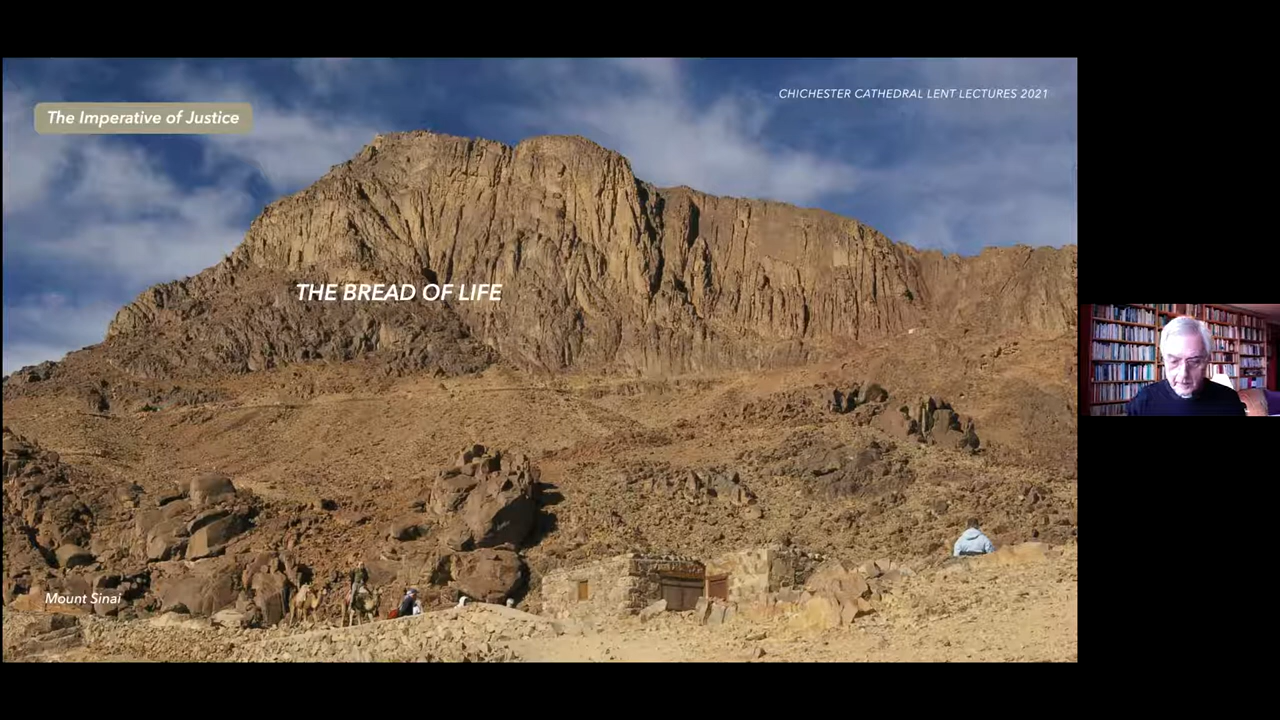 The Imperative of Justice
CHICHESTER CATHEDRAL LENT LECTURES 2021
THE BREAD OF LIFE
Mount Sinai